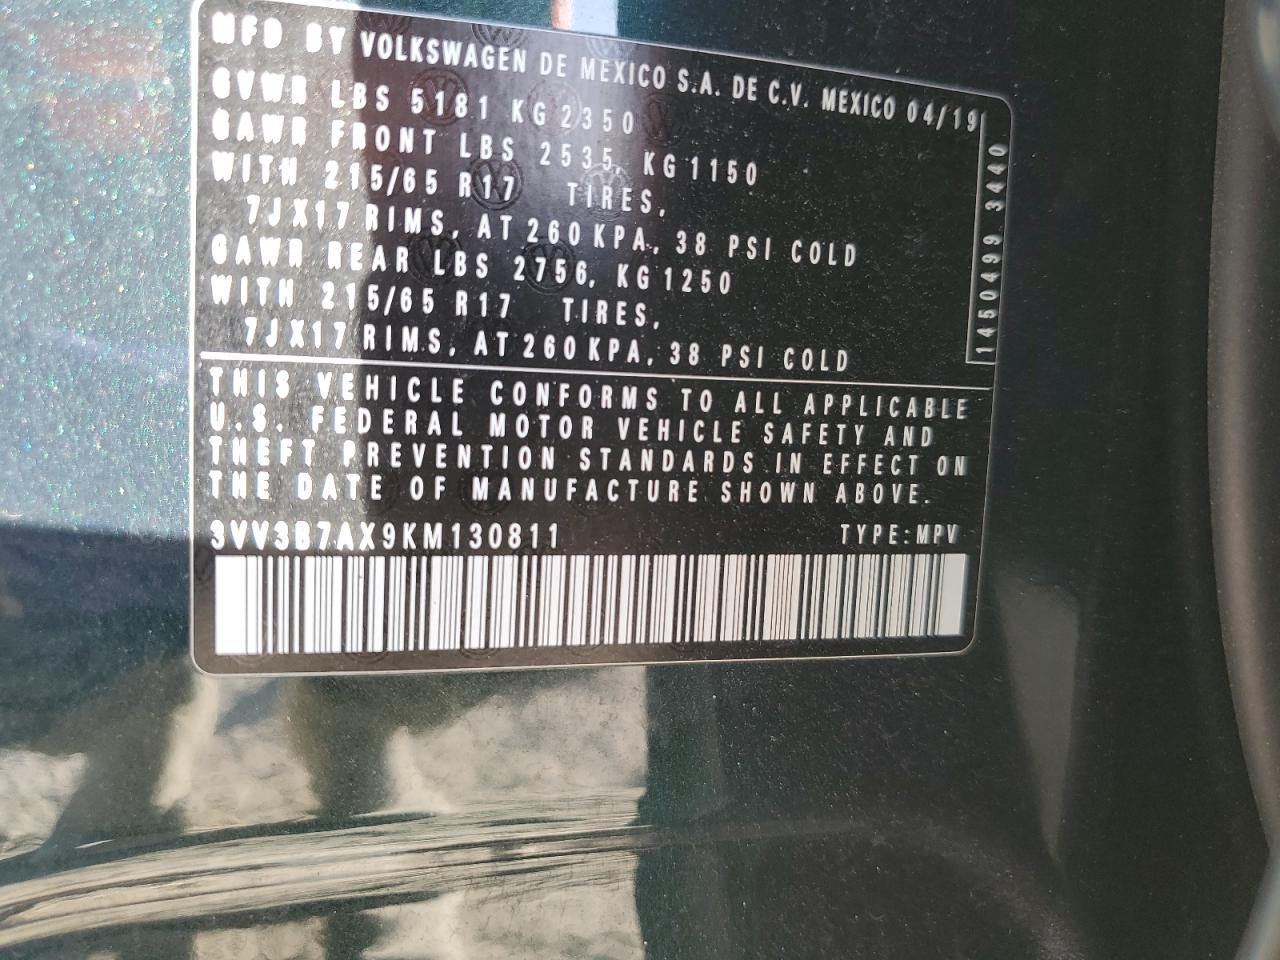 MFD BY VOLKSWAGEN DE MEXICO S.A. DE C.V. MEXICO 04/19
GVWR LBS 5181 KG 2350
GAWR FRONT LBS 2535, KG 1150
WITH 215/65 R17 TIRES,
7JX17 RIMS, AT 260 KPA, 38 PSI COLD
GAWR REAR LBS 2756, KG 1250
WITH 215/65 R17 TIRES,
7JX17 RIMS, AT 260 KPA, 38 PSI COLD
1450499 3440
THIS VEHICLE CONFORMS TO ALL APPLICABLE
U.S. FEDERAL MOTOR VEHICLE SAFETY AND
THEFT PREVENTION STANDARDS IN EFFECT ON
THE DATE OF MANUFACTURE SHOWN ABOVE.
3VV3B7AX9KM130811 TYPE:MPV